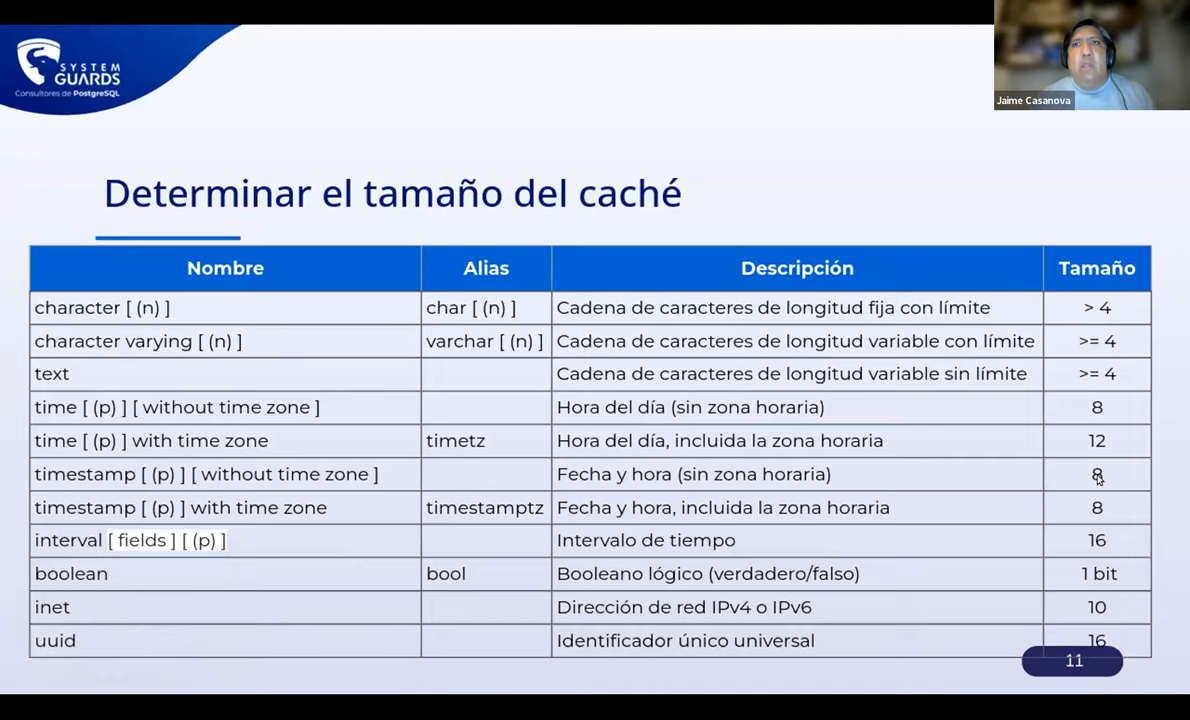 SYSTEM
GUARDS
Consultores de PostgreSQL
Jaime Casanova
Determinar el tamaño del caché
Nombre Alias Descripción Tamaño
character [ (n) ] char [ (n) ] Cadena de caracteres de longitud fija con límite > 4
character varying [ (n) ] varchar [ (n) ] Cadena de caracteres de longitud variable con límite >= 4
text Cadena de caracteres de longitud variable sin límite >= 4
time [ (p) ] [ without time zone ] Hora del día (sin zona horaria) 8
time [ (p) ] with time zone timetz Hora del día, incluida la zona horaria 12
timestamp [ (p) ] [ without time zone ] Fecha y hora (sin zona horaria) 8
timestamp [ (p) ] with time zone timestamptz Fecha y hora, incluida la zona horaria 8
interval [ fields ] [ (p) ] Intervalo de tiempo 16
boolean bool Booleano lógico (verdadero/falso) 1 bit
inet Dirección de red IPv4 o IPv6 10
uuid Identificador único universal 16
11